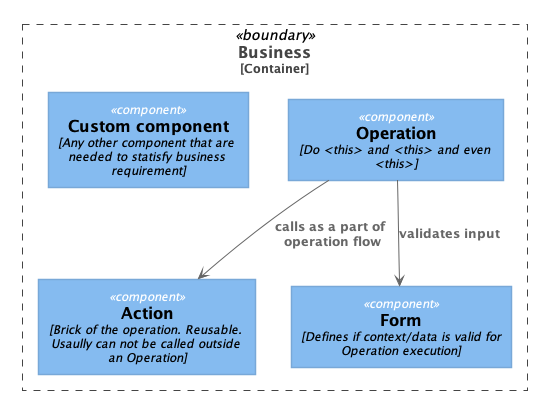 «boundary»
Business
[Container]
«component»
Custom component
[Any other component that are
needed to statisfy business
requirement]
«component»
Operation
[Do <this> and <this> and even
<this>]
calls as a part of
operation flow
validates input
«component»
Action
[Brick of the operation. Reusable.
Usaully can not be called outside
an Operation]
«component»
Form
[Defines if context/data is valid for
Operation execution]